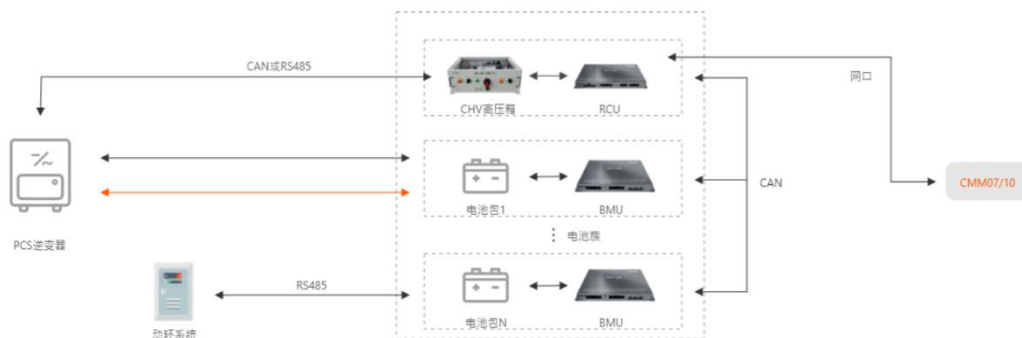 CAN或RS485
CHV高压箱
RCU
网口
PCS逆变器
电池包1
BMU
CAN
CMM07/10
电池簇
RS485
电池包N
BMU
动环系统